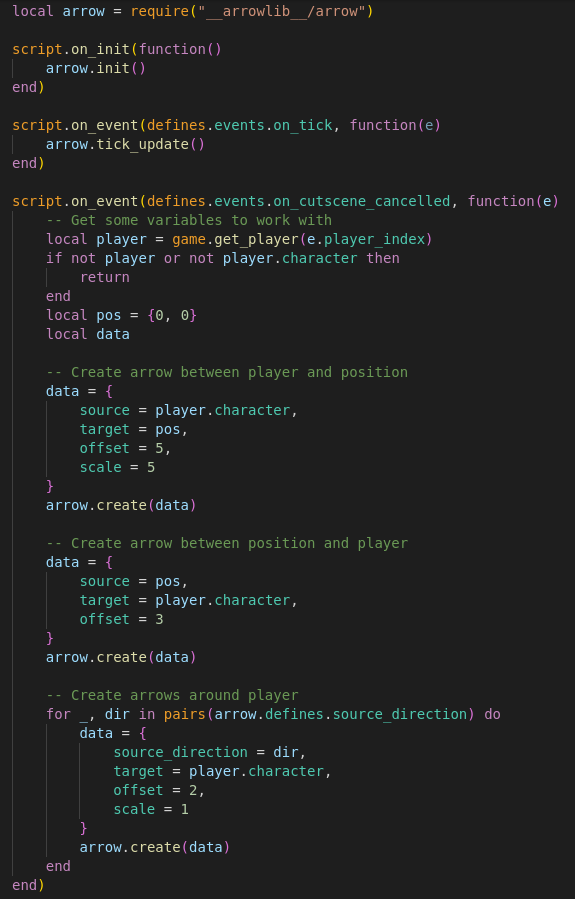 local arrow = require("__arrowlib__/arrow")

script.on_init(function()
    arrow.init()
end)

script.on_event(defines.events.on_tick, function(e)
    arrow.tick_update()
end)

script.on_event(defines.events.on_cutscene_cancelled, function(e)
    -- Get some variables to work with
    local player = game.get_player(e.player_index)
    if not player or not player.character then
        return
    end
    local pos = {0, 0}
    local data

    -- Create arrow between player and position
    data = {
        source = player.character,
        target = pos,
        offset = 5,
        scale = 5
    }
    arrow.create(data)

    -- Create arrow between position and player
    data = {
        source = pos,
        target = player.character,
        offset = 3
    }
    arrow.create(data)

    -- Create arrows around player
    for _, dir in pairs(arrow.defines.source_direction) do
        data = {
            source_direction = dir,
            target = player.character,
            offset = 2,
            scale = 1
        }
        arrow.create(data)
    end
end)